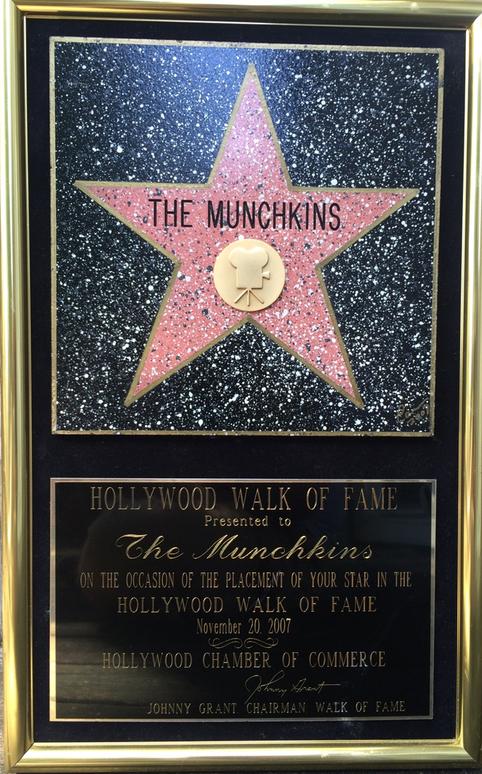 THE MUNCHKINS
HOLLYWOOD WALK OF FAME
Presented to
The Munchkins
ON THE OCCASION OF THE PLACEMENT OF YOUR STAR IN THE
HOLLYWOOD WALK OF FAME
November 20. 2007
HOLLYWOOD CHAMBER OF COMMERCE
Johnny Grant
JOHNNY GRANT CHAIRMAN WALK OF FAME